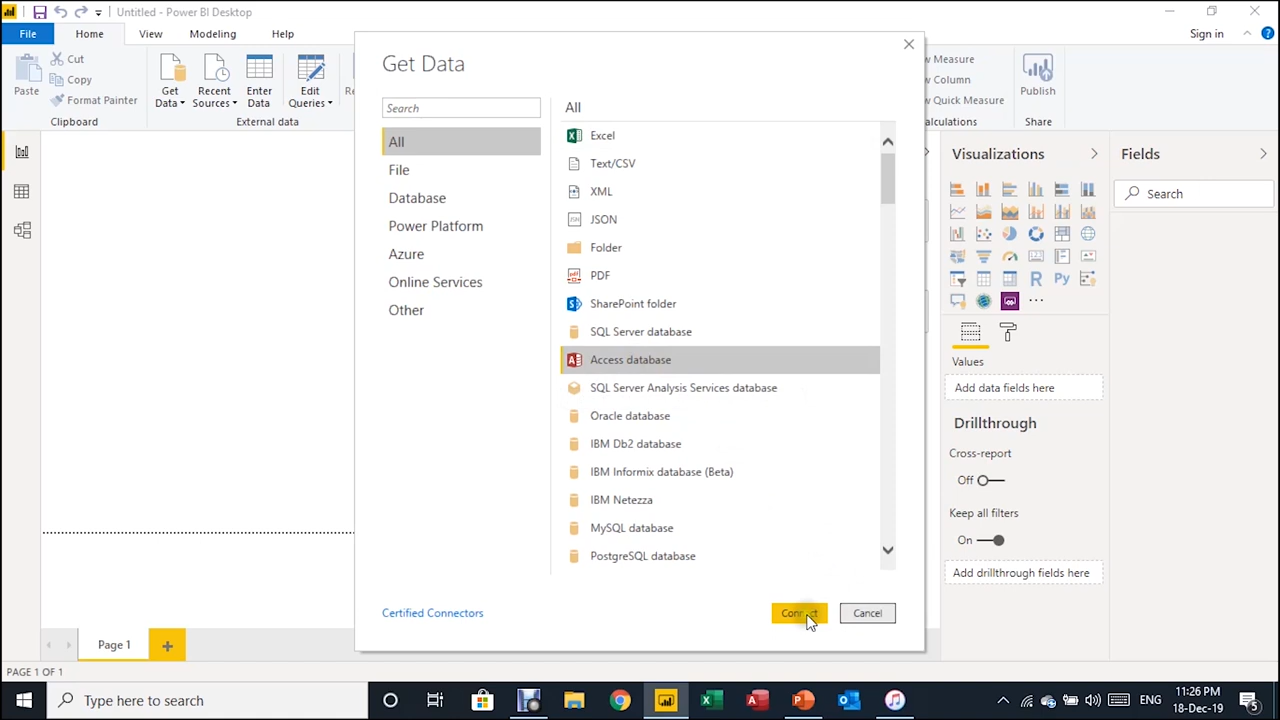 Untitled - Power BI Desktop
File
Home
View
Modeling
Help
Sign in
Paste
Cut
Copy
Format Painter
Clipboard
Get
Data
Recent
Sources
Enter
Data
Edit
Queries
External data
w Measure
w Column
w Quick Measure
alculations
Publish
Share
Get Data
Search
All
File
Database
Power Platform
Azure
Online Services
Other
All
Excel
Text/CSV
XML
JSON
Folder
PDF
SharePoint folder
SQL Server database
Access database
SQL Server Analysis Services database
Oracle database
IBM Db2 database
IBM Informix database (Beta)
IBM Netezza
MySQL database
PostgreSQL database
Certified Connectors
Connect
Cancel
Visualizations
R
Py
Values
Add data fields here
Drillthrough
Cross-report
Off
Keep all filters
On
Add drillthrough fields here
Fields
Search
Page 1
PAGE 1 OF 1
Type here to search
ENG
11:26 PM
18-Dec-19
5